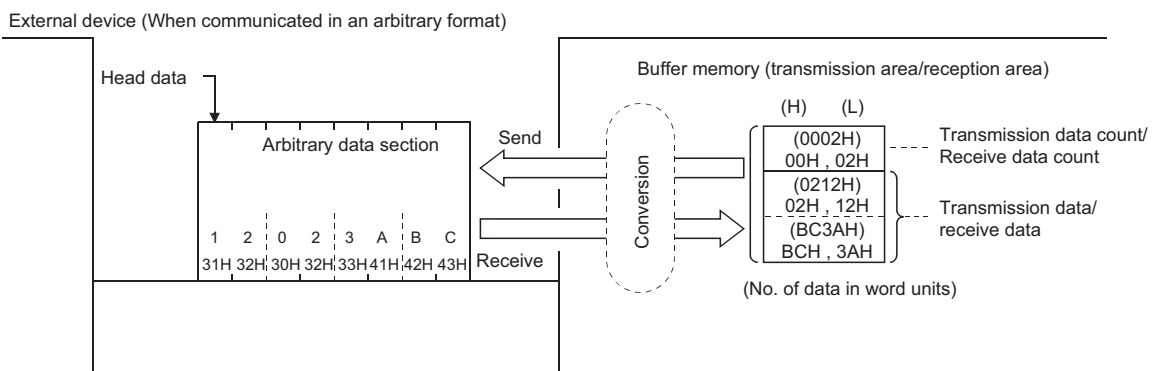 External device (When communicated in an arbitrary format)
Head data
Arbitrary data section
1 2 0 2 3 A B C
31H 32H 30H 32H 33H 41H 42H 43H
Send
Receive
Conversion
Buffer memory (transmission area/reception area)
(H) (L)
(0002H)
00H , 02H
(0212H)
02H , 12H
(BC3AH)
BCH , 3AH
(No. of data in word units)
Transmission data count/
Receive data count
Transmission data/
receive data